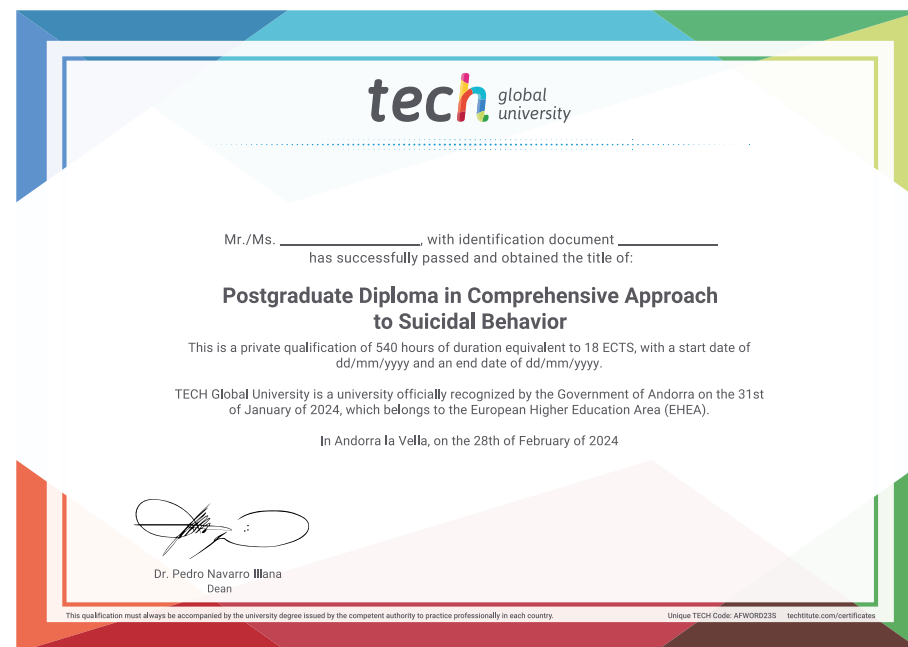 tech global
university
Mr./Ms. ____________, with identification document ____________
has successfully passed and obtained the title of:
Postgraduate Diploma in Comprehensive Approach
to Suicidal Behavior
This is a private qualification of 540 hours of duration equivalent to 18 ECTS, with a start date of
dd/mm/yyyy and an end date of dd/mm/yyyy.
TECH Global University is a university officially recognized by the Government of Andorra on the 31st
of January of 2024, which belongs to the European Higher Education Area (EHEA).
In Andorra la Vella, on the 28th of February of 2024
Dr. Pedro Navarro Illana
Dean
This qualification must always be accompanied by the university degree issued by the competent authority to practice professionally in each country.
Unique TECH Code: AFWORD23S techtitute.com/certificates